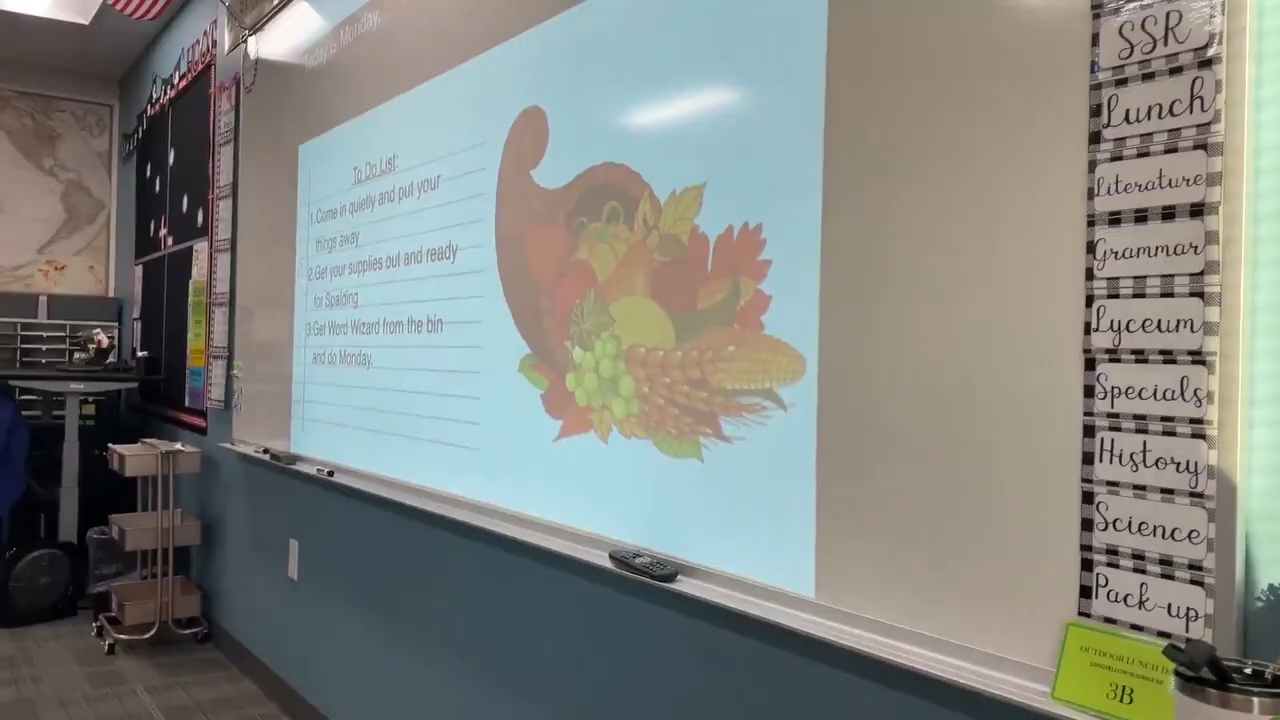 Today is Monday,
To Do List:
1.Come in quietly and put your
things away
2.Get your supplies out and ready
for Spalding
3.Get Word Wizard from the bin
and do Monday.
SSR
Lunch
Literature
Grammar
Lyceum
Specials
History
Science
Pack-up
OUTDOOR LUNCH
3B